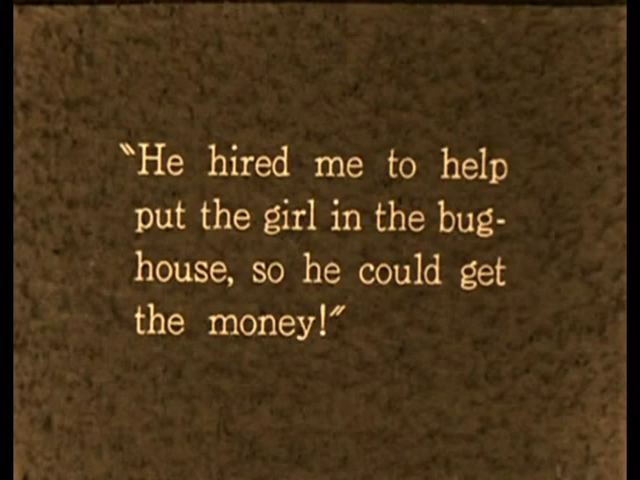 "He hired me to help
put the girl in the bug-
house, so he could get
the money!"